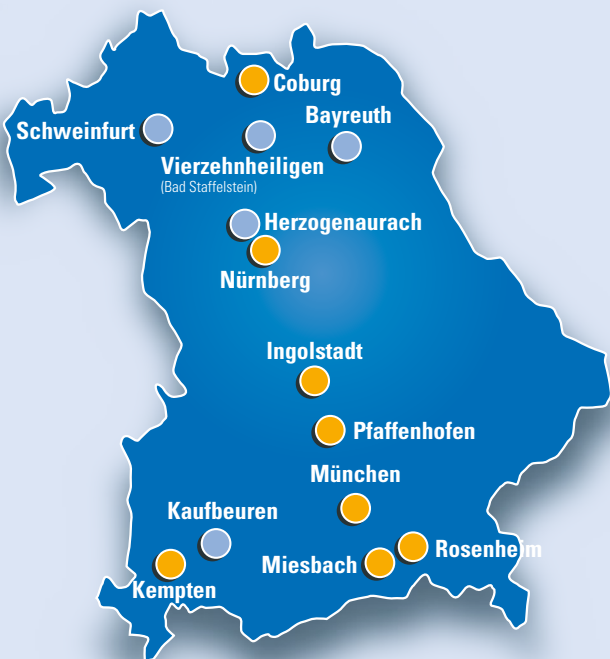 Coburg
Bayreuth
Schweinfurt
Vierzehnheiligen
(Bad Staffelstein)
Herzogenaurach
Nürnberg
Ingolstadt
Pfaffenhofen
München
Kaufbeuren
Rosenheim
Miesbach
Kempten